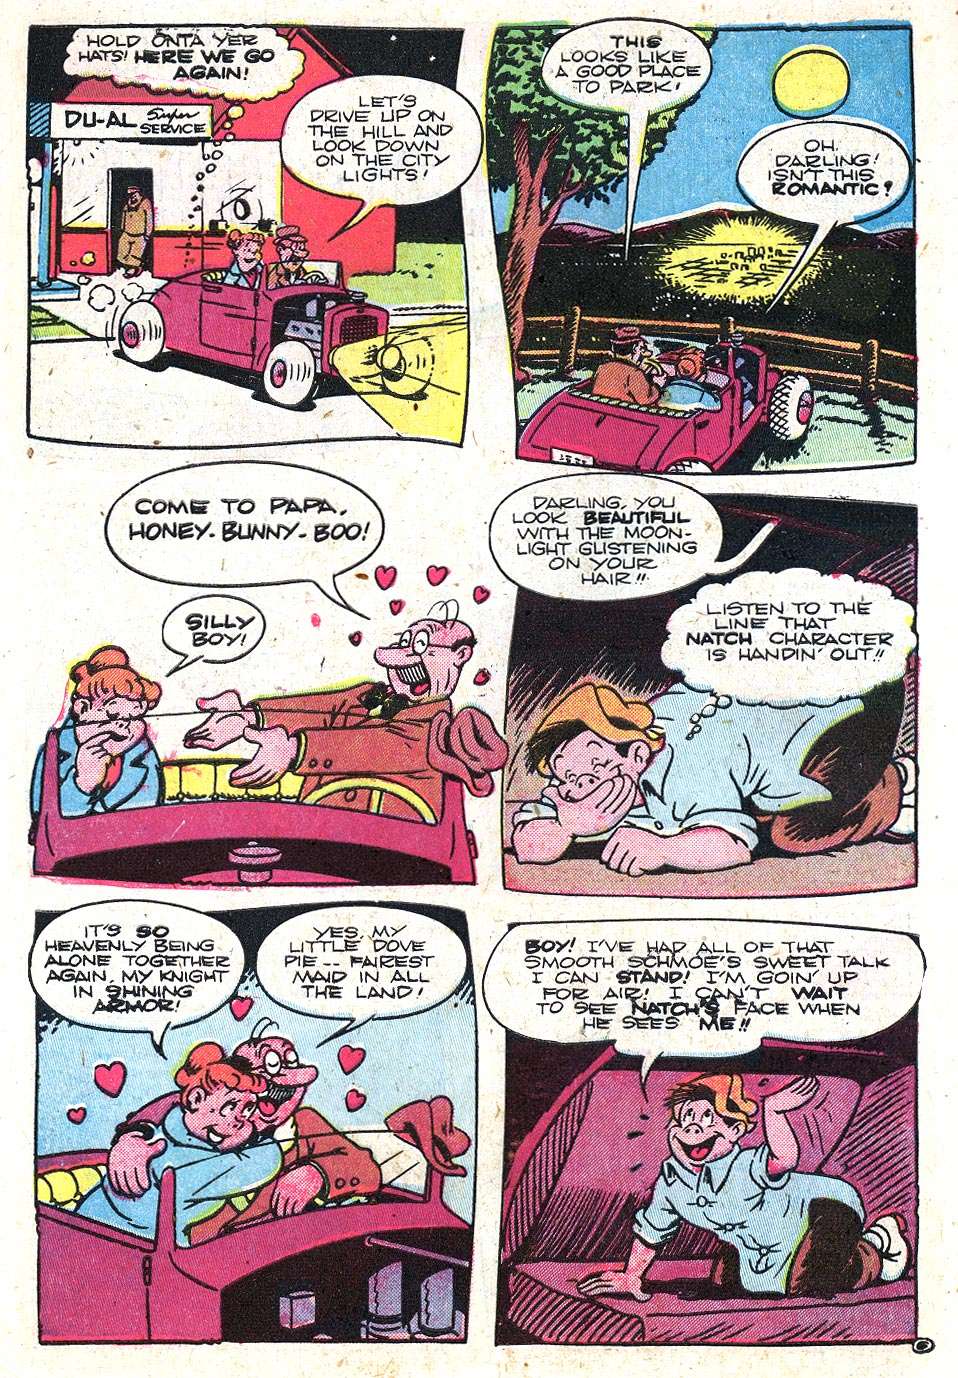 HOLD ONTA YER
HATS! HERE WE GO
AGAIN!
DU-AL Super
SERVICE
LET'S
DRIVE UP ON
THE HILL AND
LOOK DOWN
ON THE CITY
LIGHTS!
THIS
LOOKS LIKE
A GOOD PLACE
TO PARK!
OH,
DARLING!
ISN'T THIS
ROMANTIC?
COME TO PAPA,
HONEY-BUNNY-BOO!
SILLY
BOY!
DARLING, YOU
LOOK BEAUTIFUL
WITH THE MOON-
LIGHT GLISTENING
ON YOUR
HAIR!!
LISTEN TO THE
LINE THAT
NATCH CHARACTER
IS HANDIN' OUT!!
IT'S SO
HEAVENLY BEING
ALONE TOGETHER
AGAIN, MY KNIGHT
IN SHINING
ARMOR!
YES, MY
LITTLE DOVE
PIE -- FAIREST
MAID IN ALL
THE LAND!
BOY! I'VE HAD ALL OF THAT
SMOOTH SCHMOE'S SWEET TALK
I CAN STAND! I'M GOIN' UP
FOR AIR! I CAN'T WAIT
TO SEE NATCH'S FACE WHEN
HE SEES ME!!